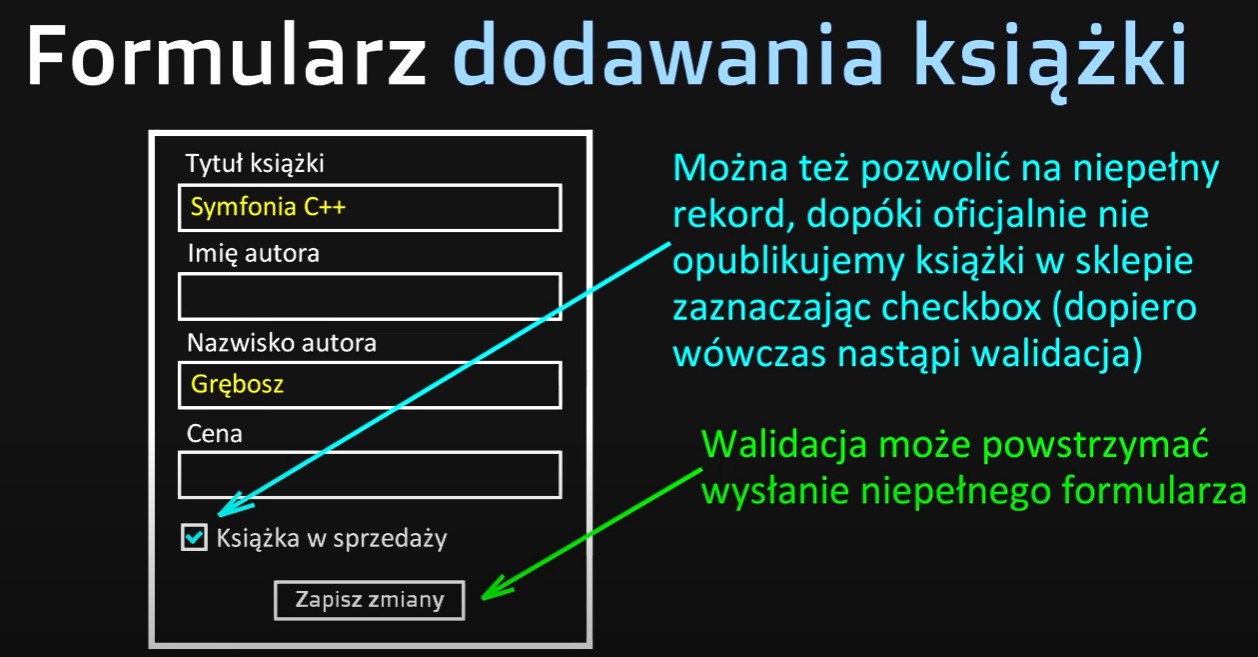 Formularz dodawania książki
Tytuł książki
Symfonia C++
Imię autora
Nazwisko autora
Grębosz
Cena
Książka w sprzedaży
Zapisz zmiany
Można też pozwolić na niepełny
rekord, dopóki oficjalnie nie
opublikujemy książki w sklepie
zaznaczając checkbox (dopiero
wówczas nastąpi walidacja)
Walidacja może powstrzymać
wysłanie niepełnego formularza